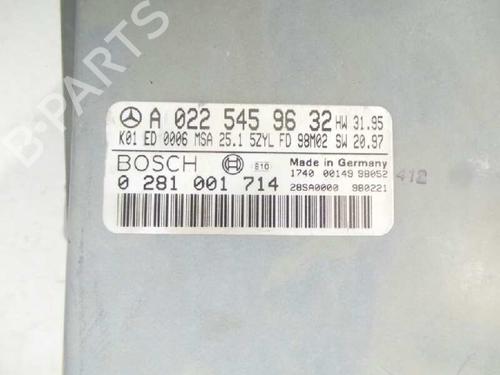 A 022 545 96 32 HW 31.95
K01 ED 0006 MSA 25.1 5ZYL FD 98M02 SW 20.97
BOSCH Made in Germany
1740 00149 98052 412
0 281 001 714 28SA0000 980221
B-PARTS